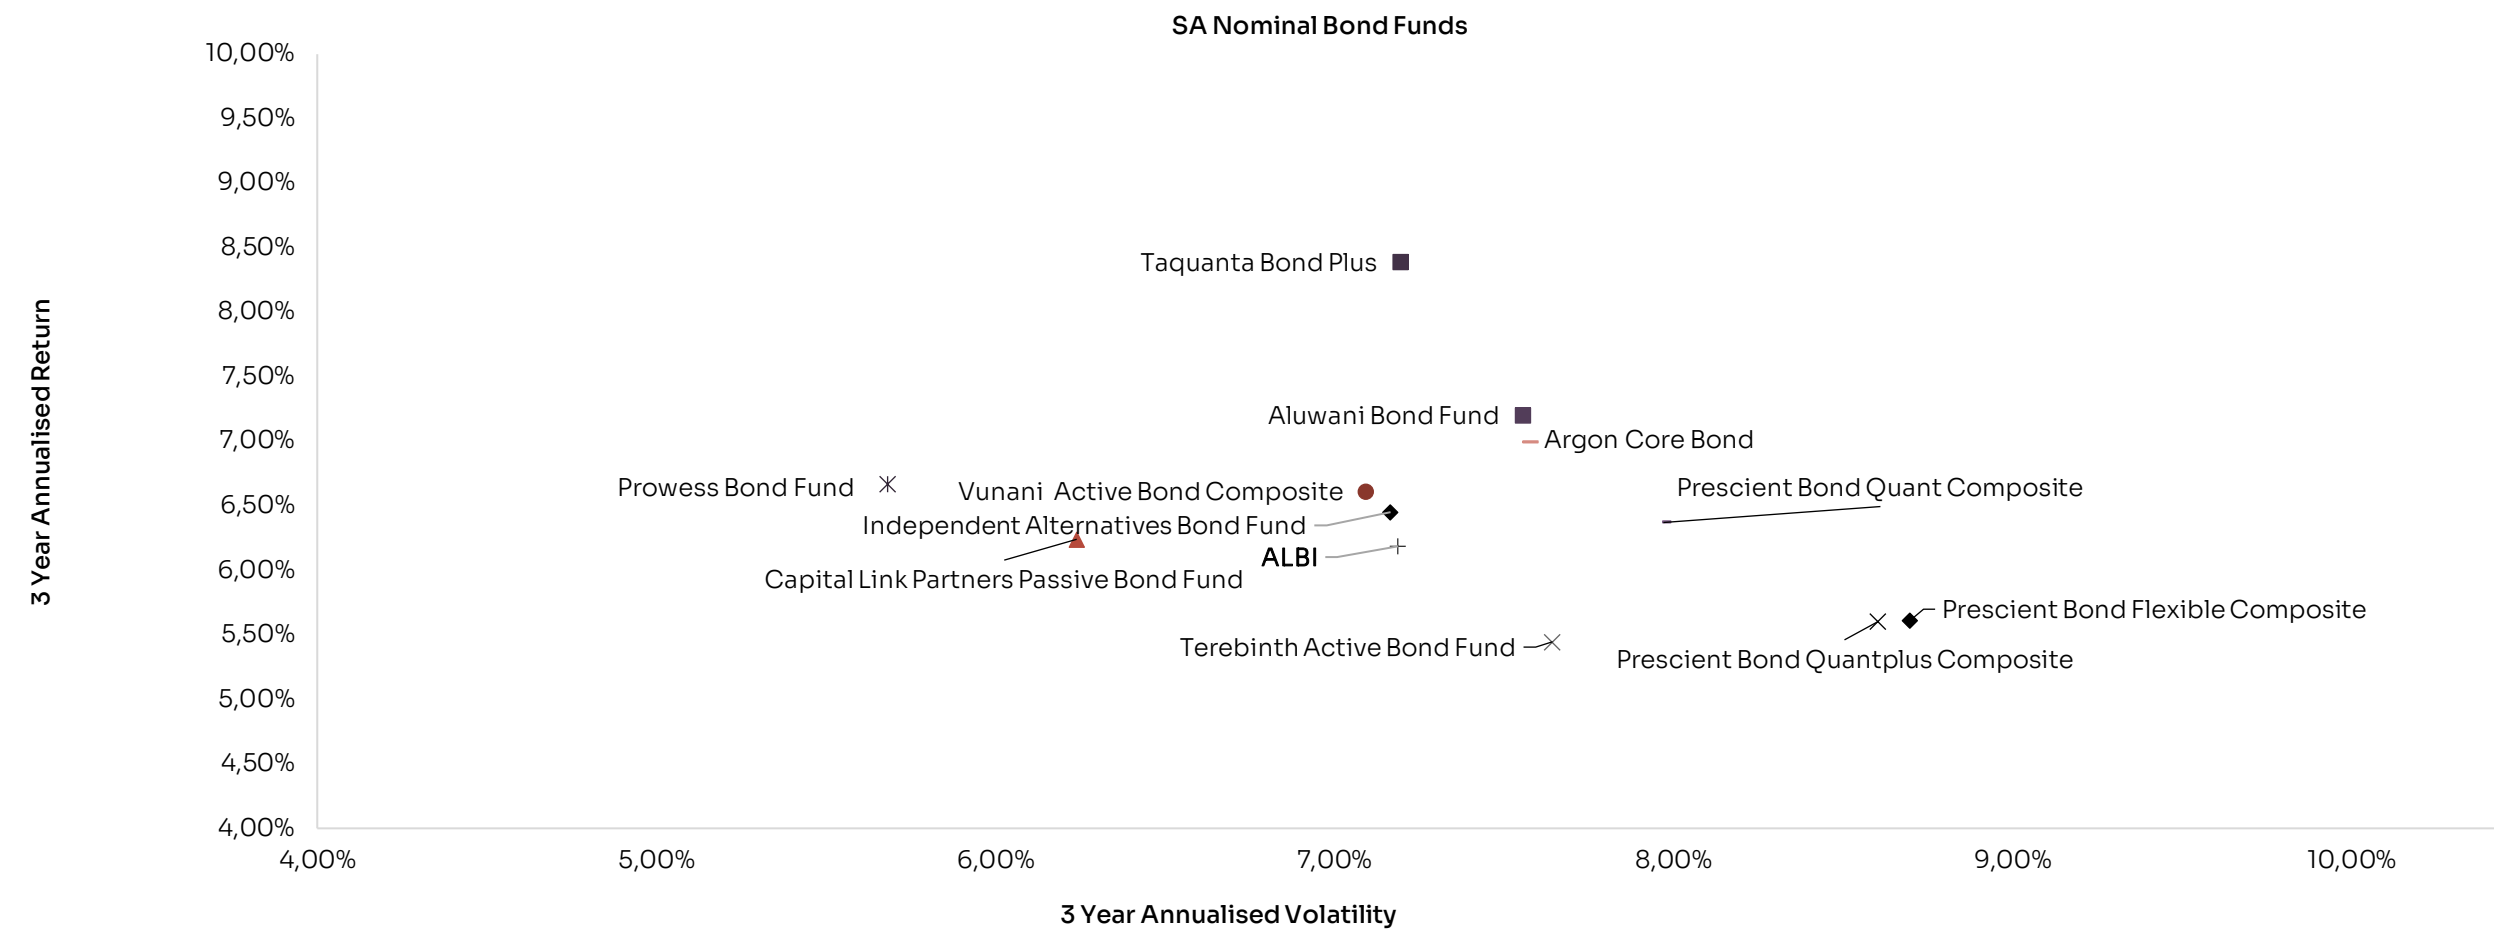 SA Nominal Bond Funds
10,00%
9,50%
9,00%
8,50%
8,00%
7,50%
7,00%
6,50%
6,00%
5,50%
5,00%
4,50%
4,00%
3 Year Annualised Return
Taquanta Bond Plus
Aluwani Bond Fund
Argon Core Bond
Prowess Bond Fund
Vunani Active Bond Composite
Prescient Bond Quant Composite
Independent Alternatives Bond Fund
ALBI
Capital Link Partners Passive Bond Fund
Prescient Bond Flexible Composite
Terebinth Active Bond Fund
Prescient Bond Quantplus Composite
4,00%
5,00%
6,00%
7,00%
8,00%
9,00%
10,00%
3 Year Annualised Volatility